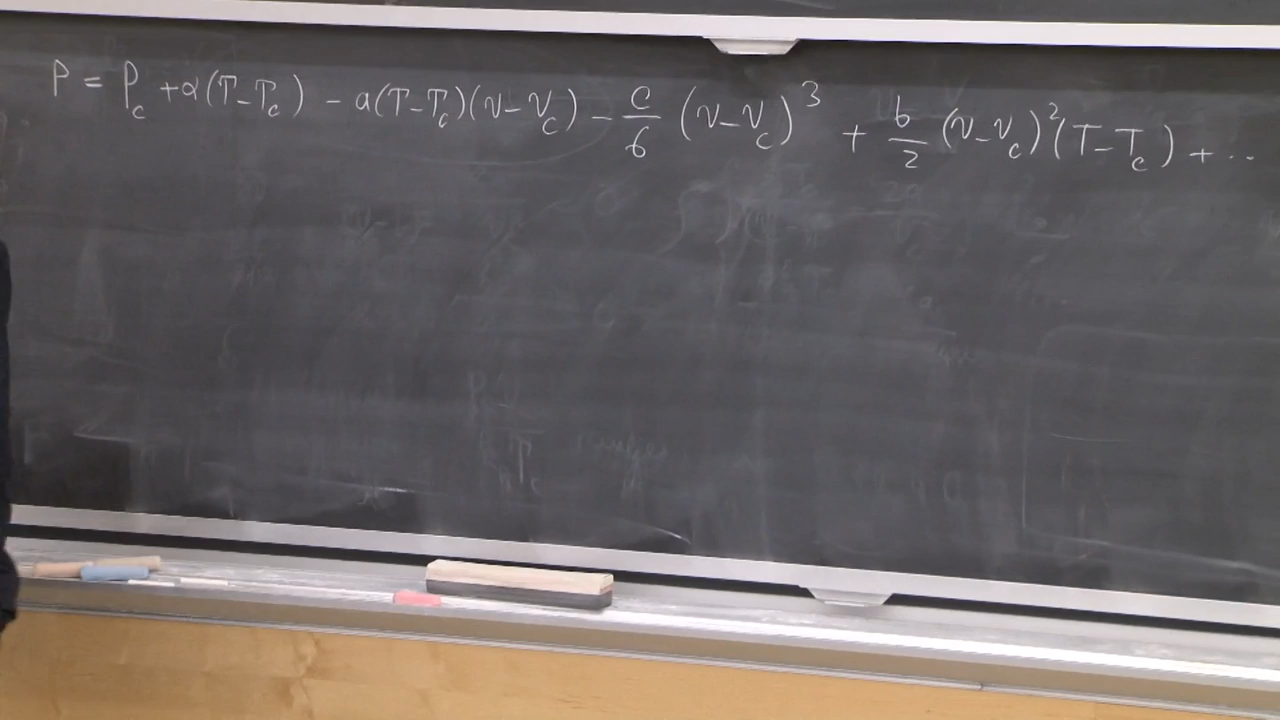 P = P_c + α(T-T_c) - a(T-T_c)(v-v_c) - c/6 (v-v_c)^3 + b/2 (v-v_c)^2 (T-T_c) + ...